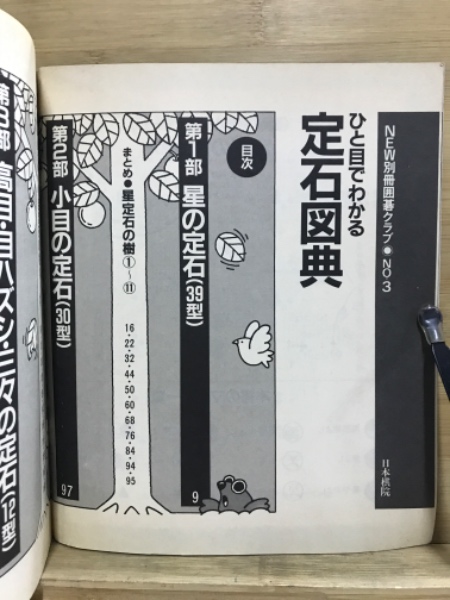 NEW別冊囲碁クラブ●NO3
ひと目でわかる
定石図典
日本棋院
目次
第1部 星の定石(39型)
9
まとめ●星定石の樹①〜⑪
16・22・32・44・50・60・68・76・84・94・95
第2部 小目の定石(30型)
97
第3部 高目・目ハズシ・三々の定石(12型)